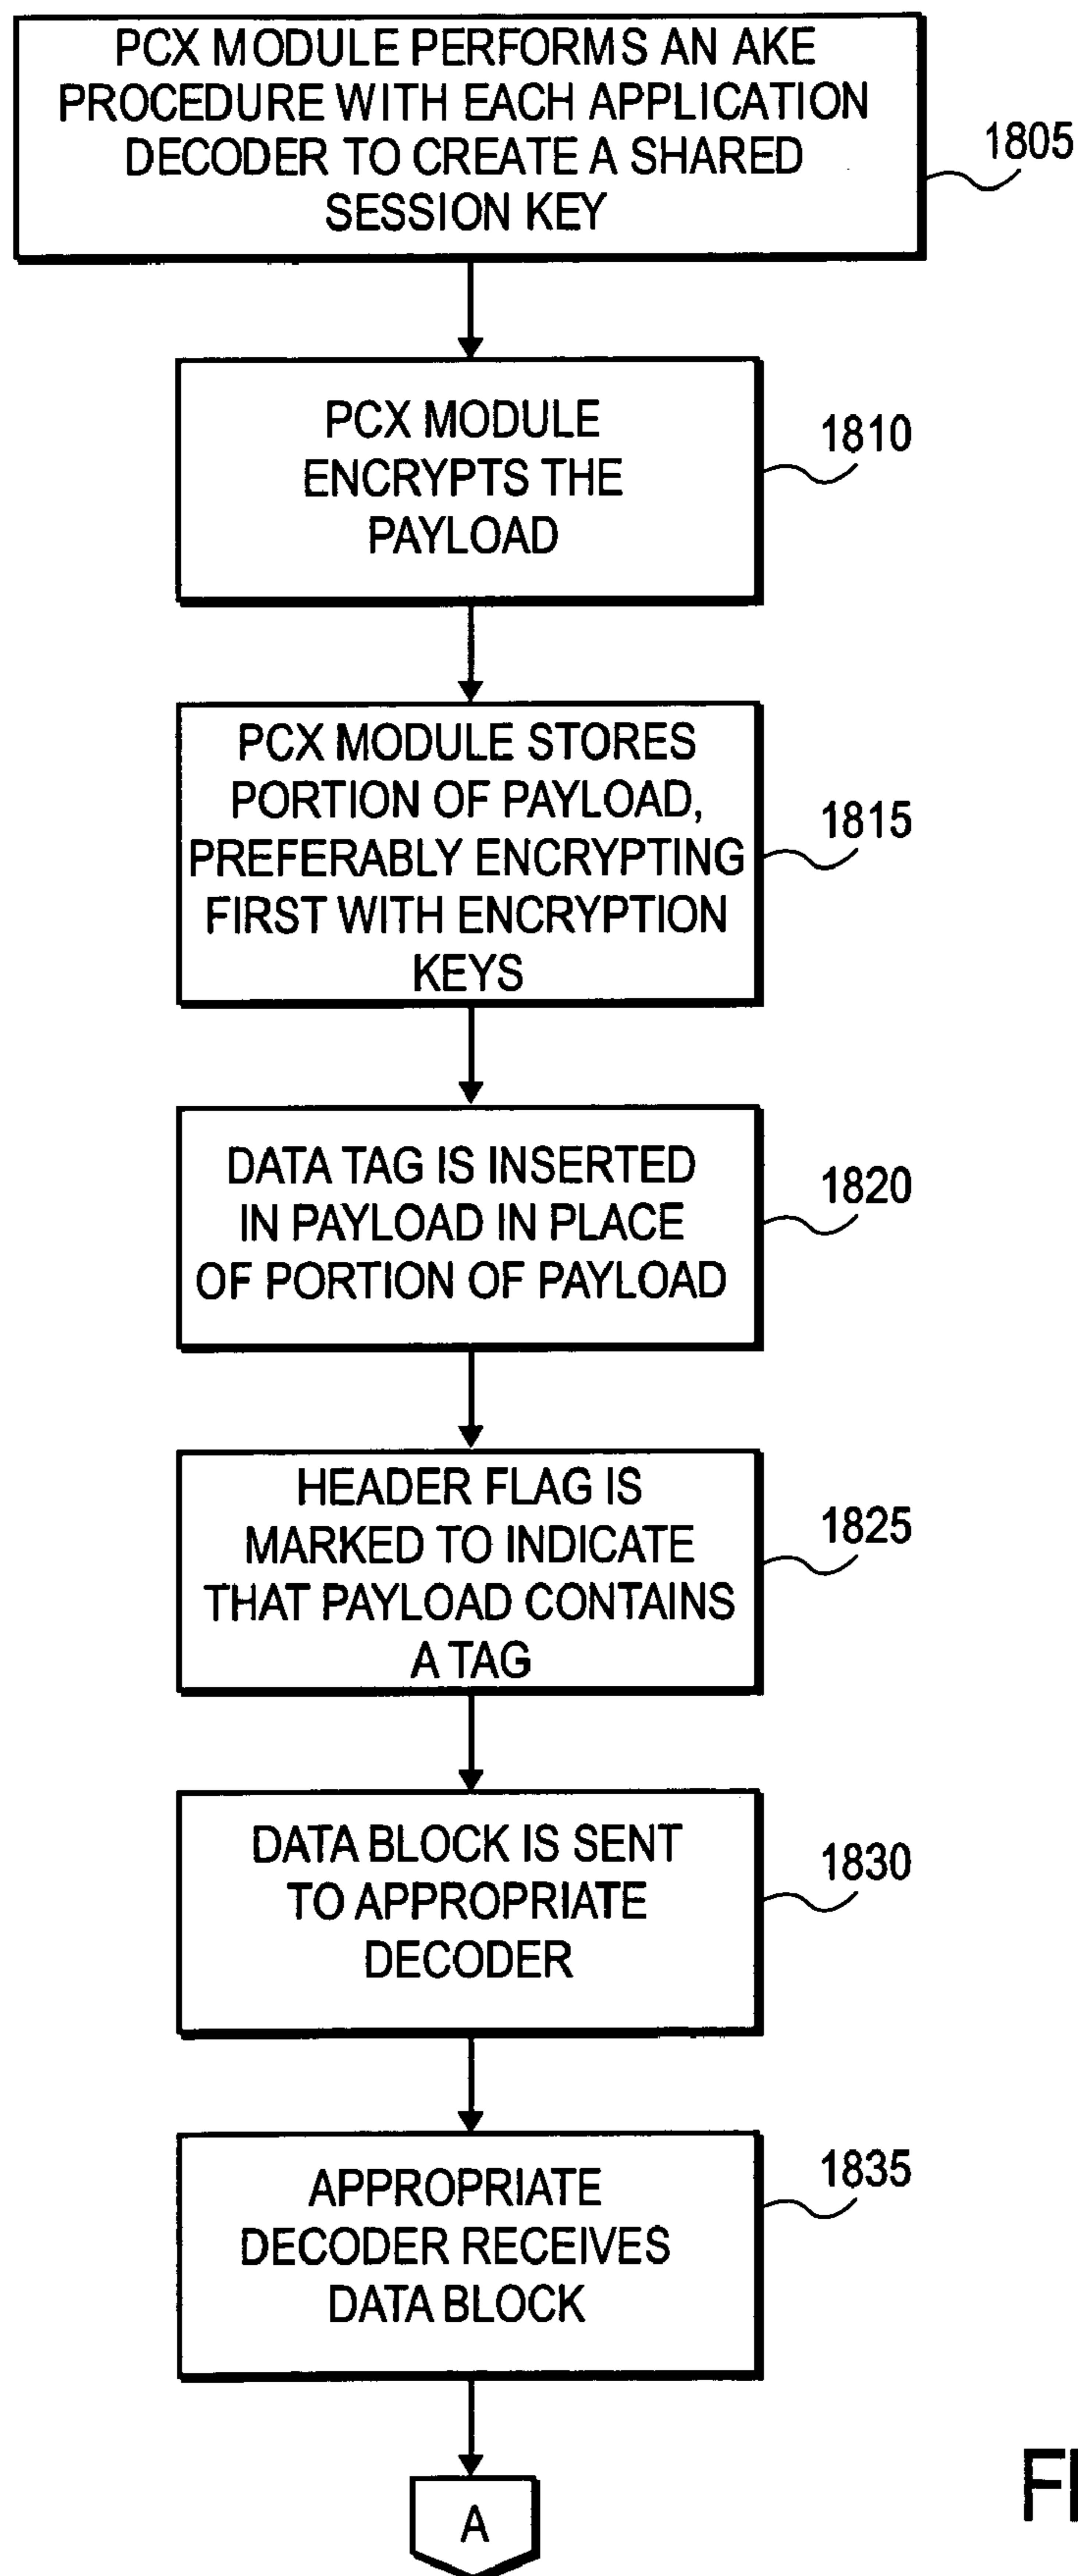 PCX MODULE PERFORMS AN AKE
PROCEDURE WITH EACH APPLICATION
DECODER TO CREATE A SHARED
SESSION KEY
1805
PCX MODULE
ENCRYPTS THE
PAYLOAD
1810
PCX MODULE STORES
PORTION OF PAYLOAD,
PREFERABLY ENCRYPTING
FIRST WITH ENCRYPTION
KEYS
1815
DATA TAG IS INSERTED
IN PAYLOAD IN PLACE
OF PORTION OF PAYLOAD
1820
HEADER FLAG IS
MARKED TO INDICATE
THAT PAYLOAD CONTAINS
A TAG
1825
DATA BLOCK IS SENT
TO APPROPRIATE
DECODER
1830
APPROPRIATE
DECODER RECEIVES
DATA BLOCK
1835
A